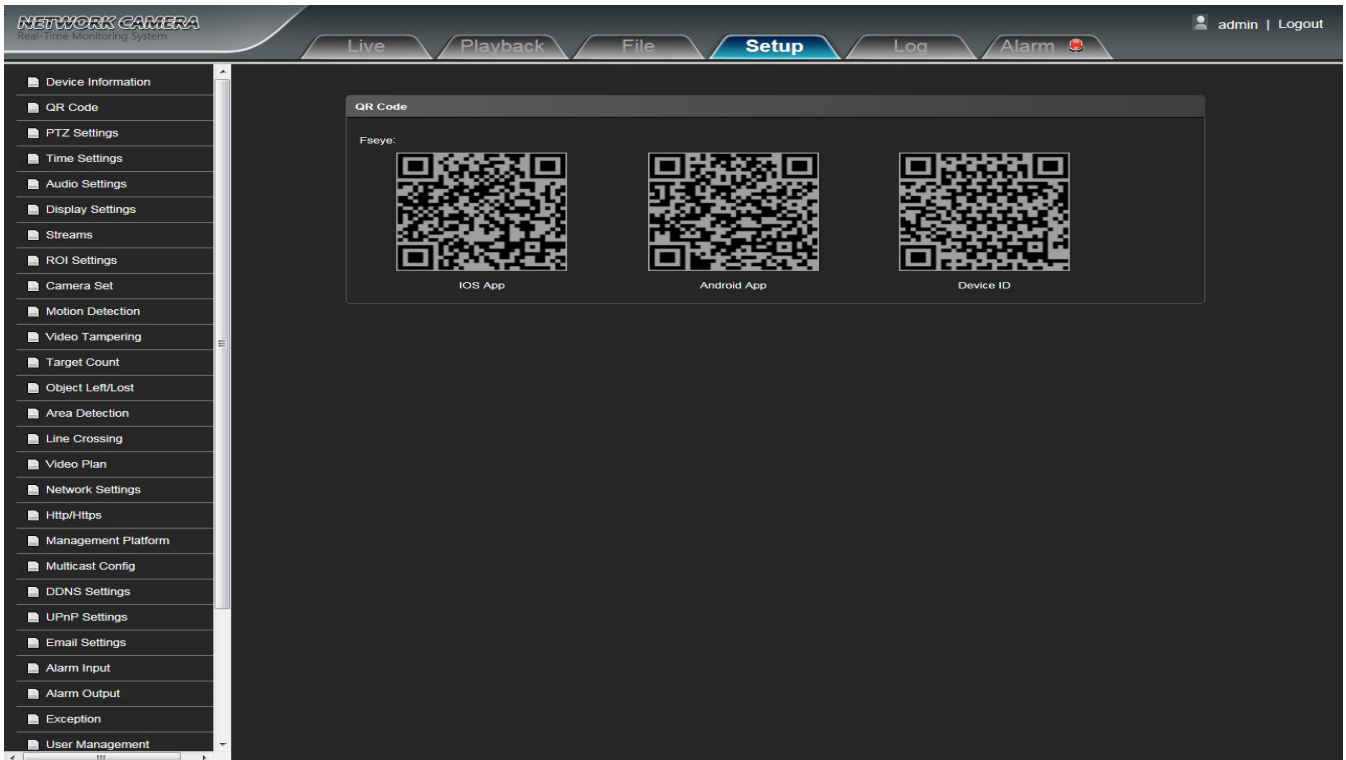 NETWORK CAMERA
Real-Time Monitoring System
admin | Logout
Live
Playback
File
Setup
Log
Alarm
Device Information
QR Code
PTZ Settings
Time Settings
Audio Settings
Display Settings
Streams
ROI Settings
Camera Set
Motion Detection
Video Tampering
Target Count
Object Left/Lost
Area Detection
Line Crossing
Video Plan
Network Settings
Http/Https
Management Platform
Multicast Config
DDNS Settings
UPnP Settings
Email Settings
Alarm Input
Alarm Output
Exception
User Management
QR Code
Fseye:
IOS App
Android App
Device ID